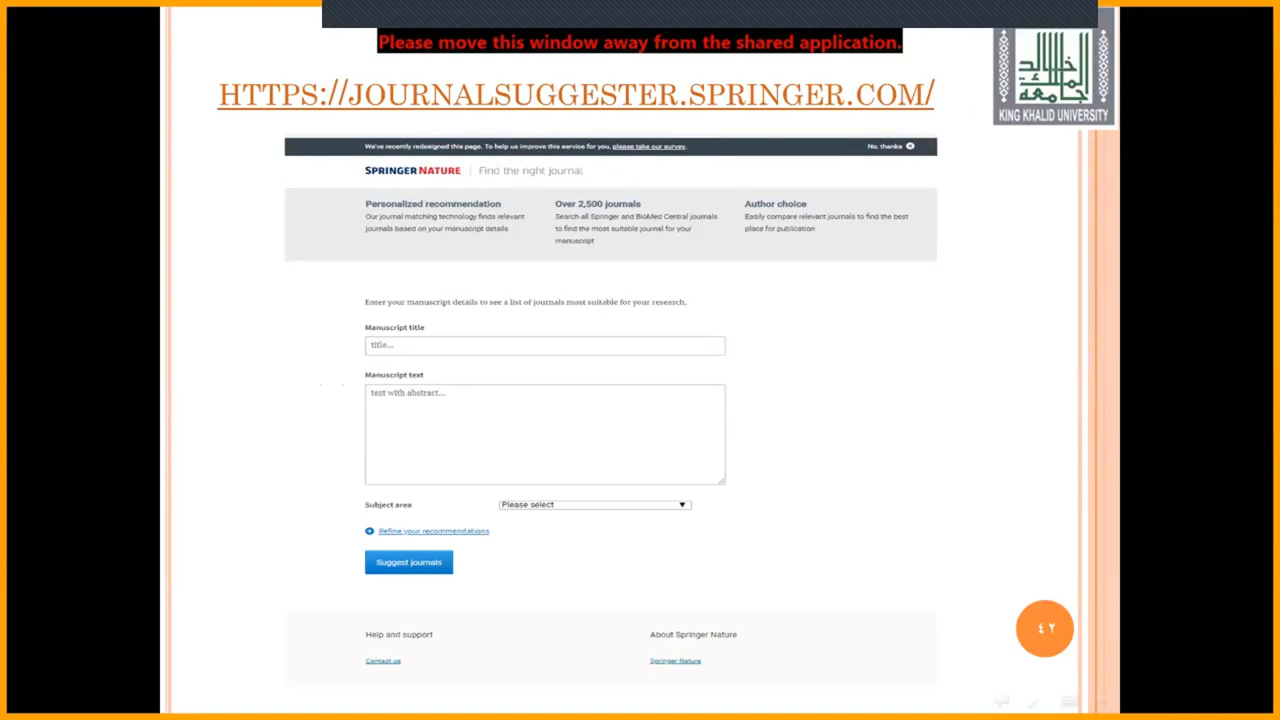 Please move this window away from the shared application.
HTTPS://JOURNALSUGGESTER.SPRINGER.COM/
جامعة الملك خالد
KING KHALID UNIVERSITY
We've recently redesigned this page. To help us improve this service for you, please take our survey.
No, thanks
SPRINGER NATURE
Find the right journal
Personalized recommendation
Our journal matching technology finds relevant
journals based on your manuscript details
Over 2,500 journals
Search all Springer and BioMed Central journals
to find the most suitable journal for your
manuscript
Author choice
Easily compare relevant journals to find the best
place for publication
Enter your manuscript details to see a list of journals most suitable for your research.
Manuscript title
title...
Manuscript text
text with abstract...
Subject area
Please select
Refine your recommendations
Suggest journals
Help and support
Contact us
About Springer Nature
Springer Nature
٤٢